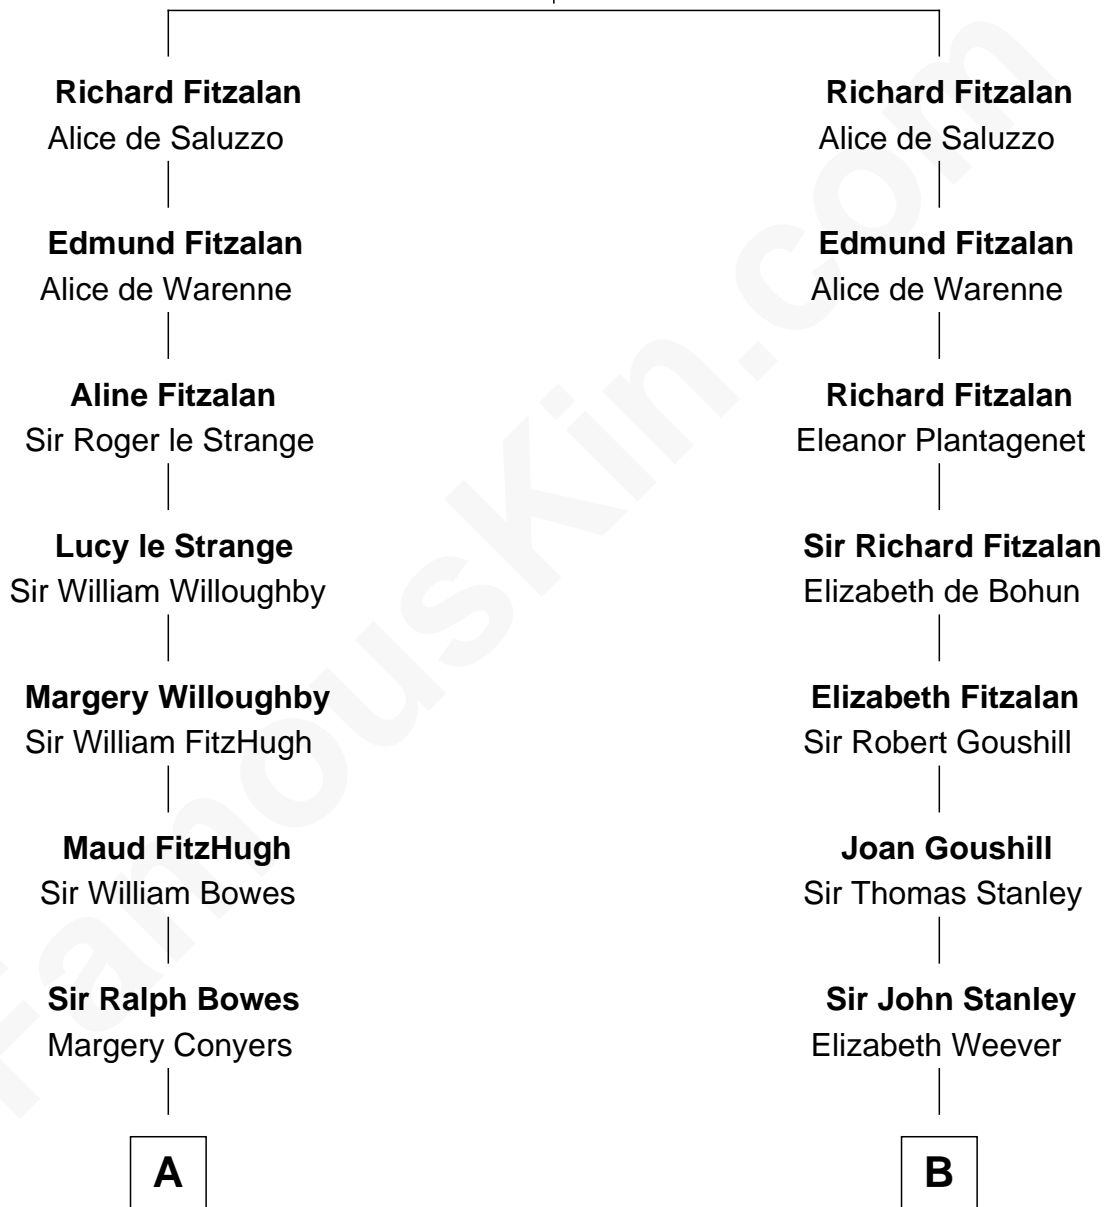 Richard Fitzalan
Alice de Saluzzo
Edmund Fitzalan
Alice de Warenne
Aline Fitzalan
Sir Roger le Strange
Lucy le Strange
Sir William Willoughby
Margery Willoughby
Sir William FitzHugh
Maud FitzHugh
Sir William Bowes
Sir Ralph Bowes
Margery Conyers
A
Richard Fitzalan
Alice de Saluzzo
Edmund Fitzalan
Alice de Warenne
Richard Fitzalan
Eleanor Plantagenet
Sir Richard Fitzalan
Elizabeth de Bohun
Elizabeth Fitzalan
Sir Robert Goushill
Joan Goushill
Sir Thomas Stanley
Sir John Stanley
Elizabeth Weever
B
FamousKin.com